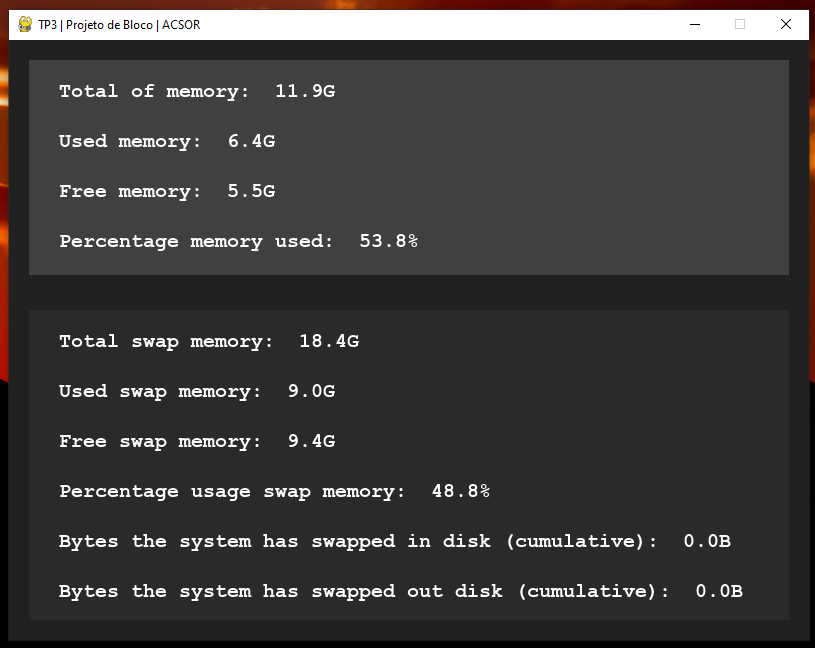 TP3 | Projeto de Bloco | ACSOR
Total of memory: 11.9G
Used memory: 6.4G
Free memory: 5.5G
Percentage memory used: 53.8%
Total swap memory: 18.4G
Used swap memory: 9.0G
Free swap memory: 9.4G
Percentage usage swap memory: 48.8%
Bytes the system has swapped in disk (cumulative): 0.0B
Bytes the system has swapped out disk (cumulative): 0.0B